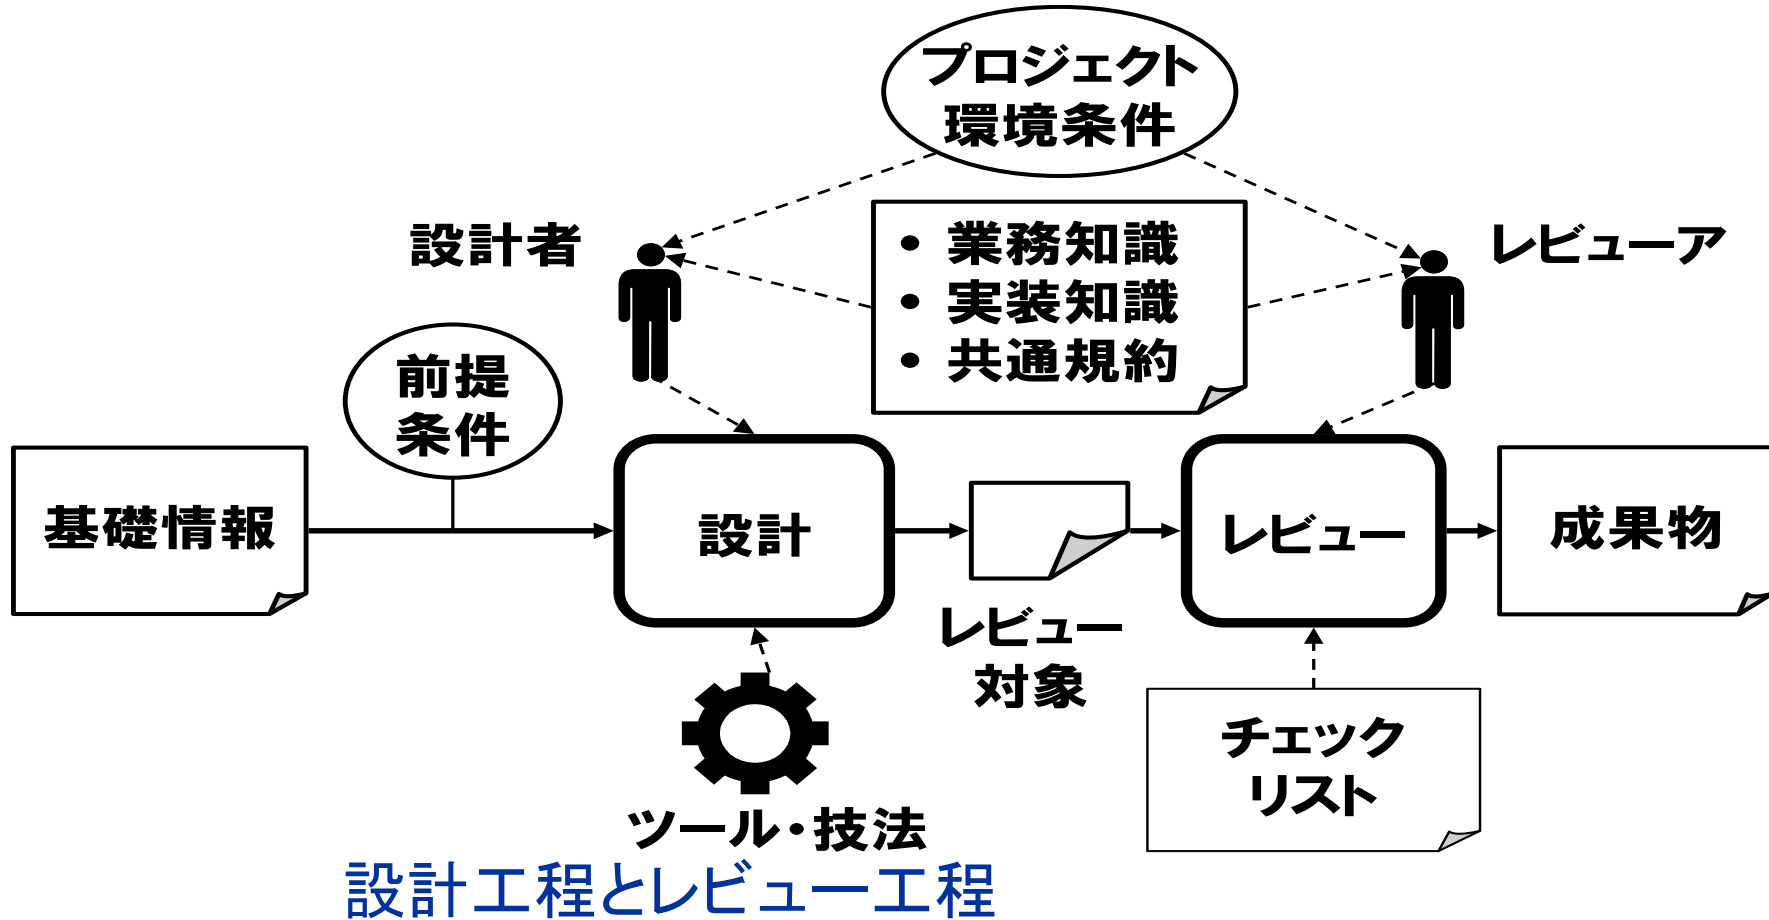 プロジェクト
環境条件
設計者
・ 業務知識
・ 実装知識
・ 共通規約
レビューア
前提
条件
基礎情報
設計
レビュー
成果物
レビュー
対象
チェック
リスト
ツール・技法
設計工程とレビュー工程